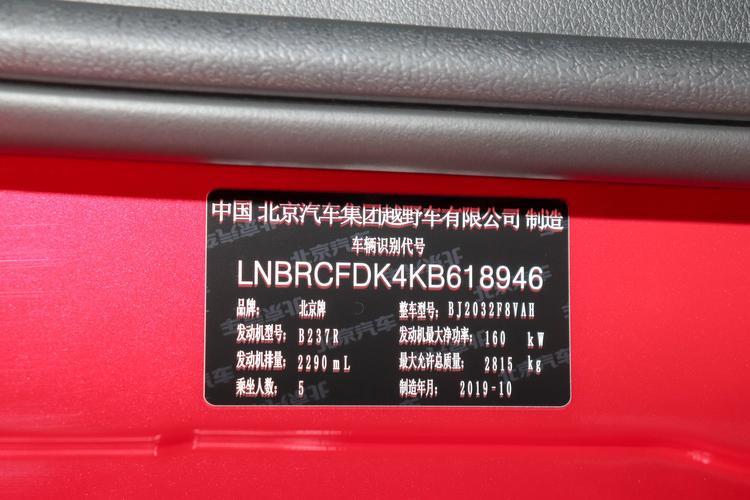 中国 北京汽车集团越野车有限公司 制造
车辆识别代号
LNBRCFDK4KB618946
品牌: 北京牌 整车型号: BJ2032F8VAH
发动机型号: B237R 发动机最大净功率: 160 kW
发动机排量: 2290 mL 最大允许总质量: 2815 kg
乘坐人数: 5 制造年月: 2019-10